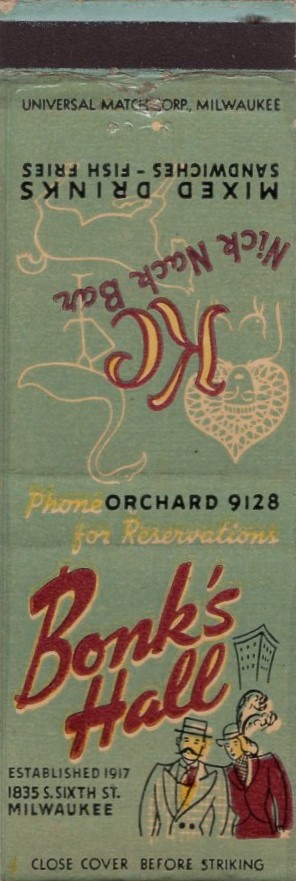 UNIVERSAL MATCH CORP., MILWAUKEE
KC
Nick Nack Bar
MIXED DRINKS
SANDWICHES - FISH FRIES
Phone ORCHARD 9128
for Reservations
Bonk's
Hall
ESTABLISHED 1917
1835 S. SIXTH ST.
MILWAUKEE
CLOSE COVER BEFORE STRIKING